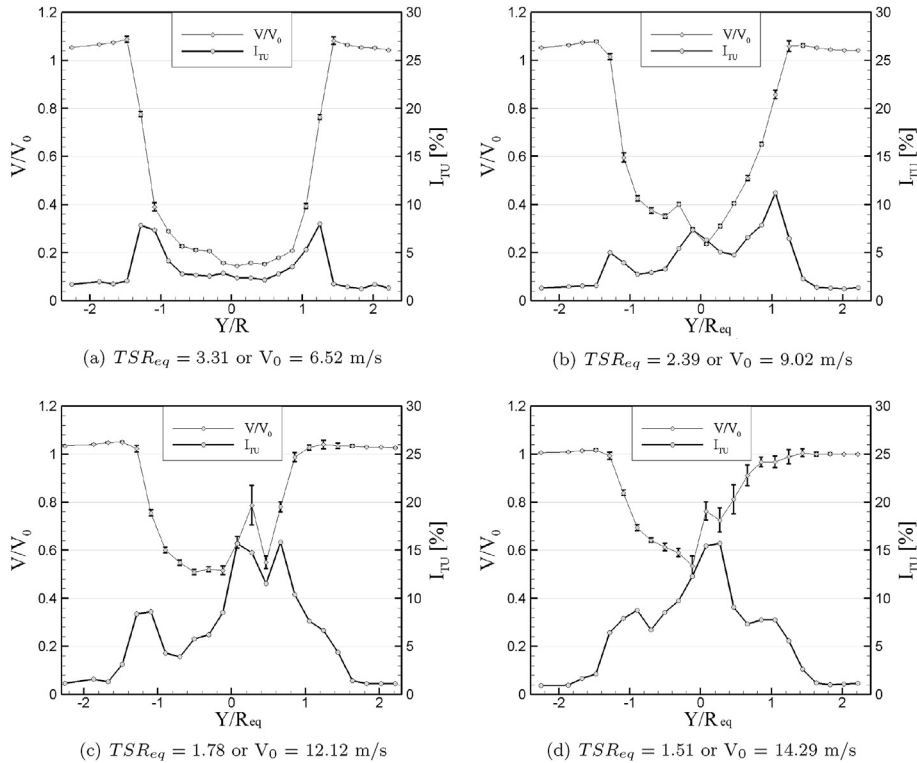 1.2
1
0.8
0.6
0.4
0.2
0
V/V0
30
25
20
15
10
5
0
ITU [%]
V/V0
ITU
-2 -1 0 1 2
Y/R
(a) TSReq = 3.31 or V0 = 6.52 m/s
1.2
1
0.8
0.6
0.4
0.2
0
V/V0
30
25
20
15
10
5
0
ITU [%]
V/V0
ITU
-2 -1 0 1 2
Y/Req
(b) TSReq = 2.39 or V0 = 9.02 m/s
1.2
1
0.8
0.6
0.4
0.2
0
V/V0
30
25
20
15
10
5
0
ITU [%]
V/V0
ITU
-2 -1 0 1 2
Y/Req
(c) TSReq = 1.78 or V0 = 12.12 m/s
1.2
1
0.8
0.6
0.4
0.2
0
V/V0
30
25
20
15
10
5
0
ITU [%]
V/V0
ITU
-2 -1 0 1 2
Y/Req
(d) TSReq = 1.51 or V0 = 14.29 m/s